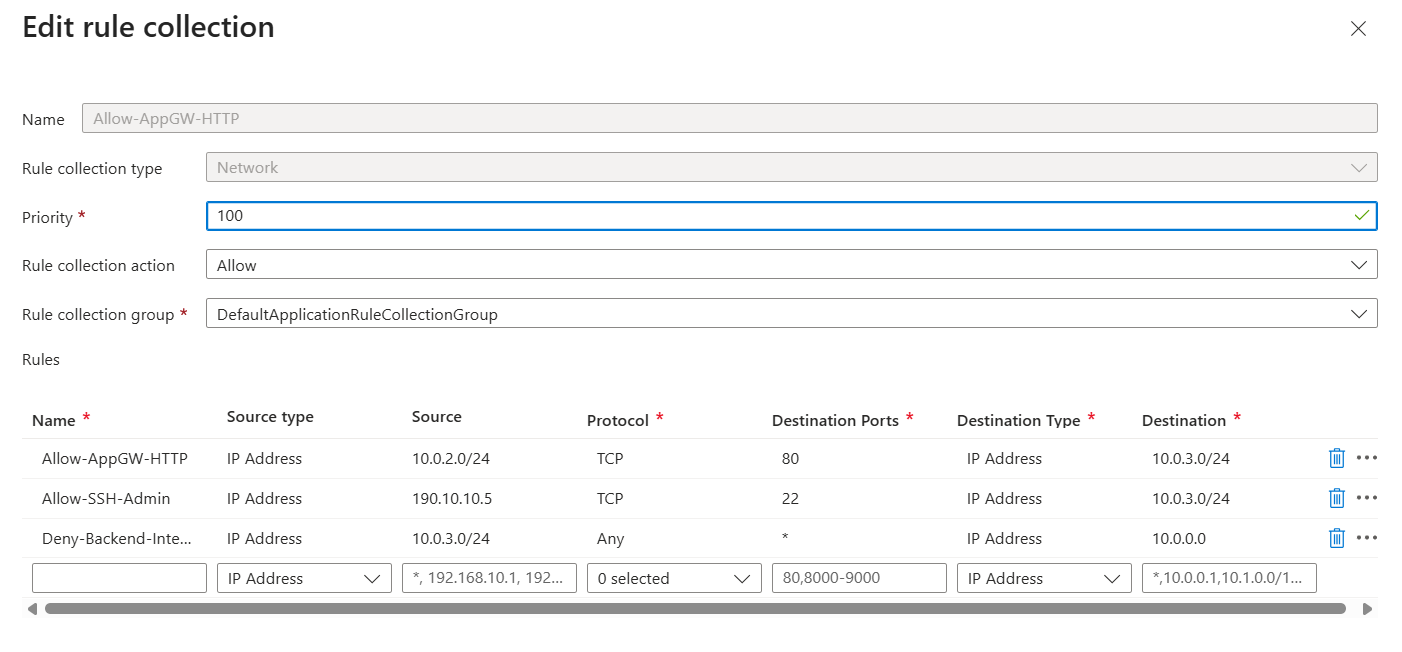 Edit rule collection
Name Allow-AppGW-HTTP
Rule collection type Network
Priority * 100
Rule collection action Allow
Rule collection group * DefaultApplicationRuleCollectionGroup
Rules
Name * Source type Source Protocol * Destination Ports * Destination Type * Destination *
Allow-AppGW-HTTP IP Address 10.0.2.0/24 TCP 80 IP Address 10.0.3.0/24
Allow-SSH-Admin IP Address 190.10.10.5 TCP 22 IP Address 10.0.3.0/24
Deny-Backend-Inte... IP Address 10.0.3.0/24 Any * IP Address 10.0.0.0
IP Address *, 192.168.10.1, 192... 0 selected 80,8000-9000 IP Address *,10.0.0.1,10.1.0.0/1...